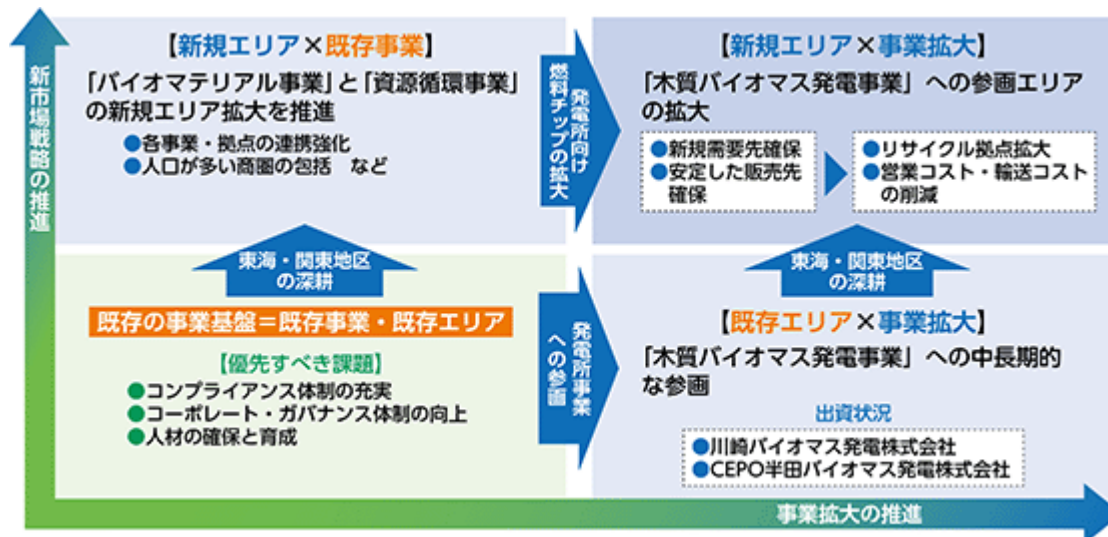 新市場戦略の推進
【新規エリア×既存事業】
「バイオマテリアル事業」と「資源循環事業」
の新規エリア拡大を推進
●各事業・拠点の連携強化
●人口が多い商圏の包括　など
発電所向け
燃料チップの拡大
【新規エリア×事業拡大】
「木質バイオマス発電事業」への参画エリア
の拡大
●新規需要先確保
●安定した販売先
確保
●リサイクル拠点拡大
●営業コスト・輸送コスト
の削減
東海・関東地区
の深耕
既存の事業基盤＝既存事業・既存エリア
【優先すべき課題】
●コンプライアンス体制の充実
●コーポレート・ガバナンス体制の向上
●人材の確保と育成
発電所事業
への参画
東海・関東地区
の深耕
【既存エリア×事業拡大】
「木質バイオマス発電事業」への中長期的
な参画
出資状況
●川崎バイオマス発電株式会社
●CEPO半田バイオマス発電株式会社
事業拡大の推進